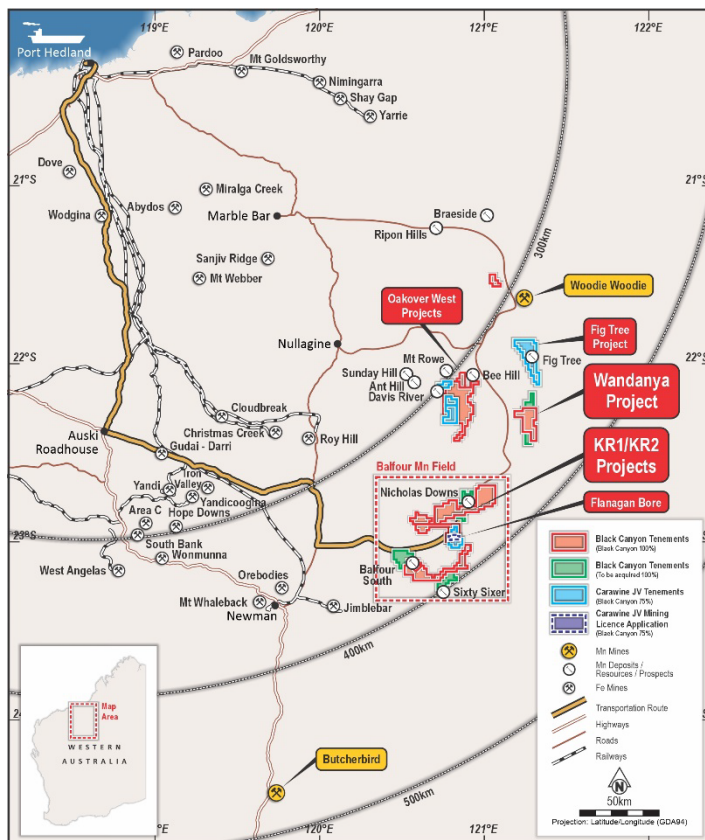 119°E
120°E
121°E
122°E
Port Hedland
Pardoo
Mt Goldsworthy
Nimingarra
Shay Gap
Yarrie
300km
Dove
21°S
21°S
Wodgina
Abydos
Miralga Creek
Marble Bar
Braeside
Ripon Hills
Sanjiv Ridge
Mt Webber
Oakover West
Projects
Woodie Woodie
Nullagine
22°S
22°S
Fig Tree
Project
Fig Tree
Mt Rowe
Sunday Hill
Bee Hill
Ant Hill
Davis River
Wandanya
Project
Cloudbreak
Auski
Roadhouse
Christmas Creek
Roy Hill
Gudai - Darri
KR1/KR2
Projects
Balfour Mn Field
Iron
Valley
Yandi
Yandicoogina
Nicholas Downs
Flanagan Bore
Area C
Hope Downs
23°S
South Bank
Wonmunna
West Angelas
Balfour
South
Orebodies
Sixty Sixer
Mt Whaleback
Jimblebar
Newman
400km
24°S
Butcherbird
500km
119°E
120°E
121°E
Map
Area
WESTERN
AUSTRALIA
Black Canyon Tenements
(Black Canyon 100%)
Black Canyon Tenements
(To be acquired 100%)
Carawine JV Tenements
(Black Canyon 75%)
Carawine JV Mining
Licence Application
(Black Canyon 75%)
Mn Mines
Mn Deposits /
Resources / Prospects
Fe Mines
Transportation Route
Highways
Roads
Railways
N
50km
Projection: Latitude/Longitude (GDA94)